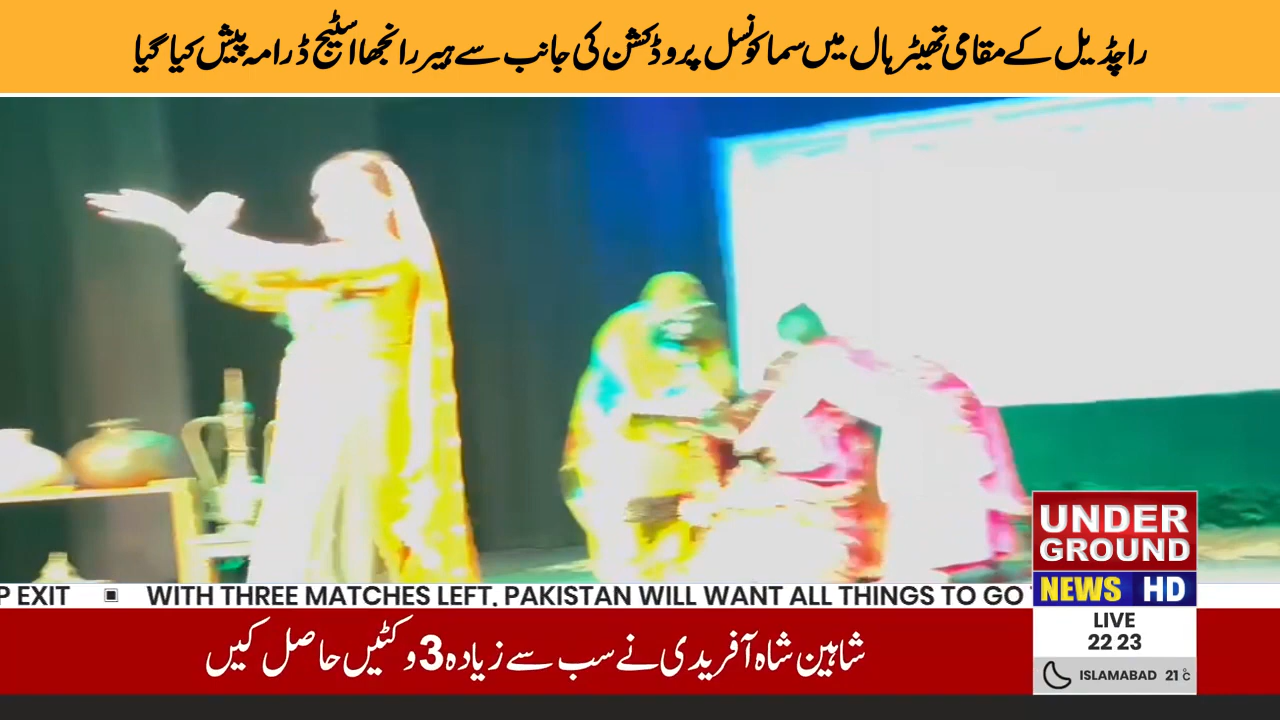 راچڈیل کے مقامی تھیٹر ہال میں سما کونسل پروڈکشن کی جانب سے ہیر رانجھا اسٹیج ڈرامہ پیش کیا گیا
UNDER
GROUND
NEWS HD
P EXIT ▣ WITH THREE MATCHES LEFT, PAKISTAN WILL WANT ALL THINGS TO GO
LIVE
22 23
شاہین شاہ آفریدی نے سب سے زیادہ 3 وکٹیں حاصل کیں
ISLAMABAD 21°C